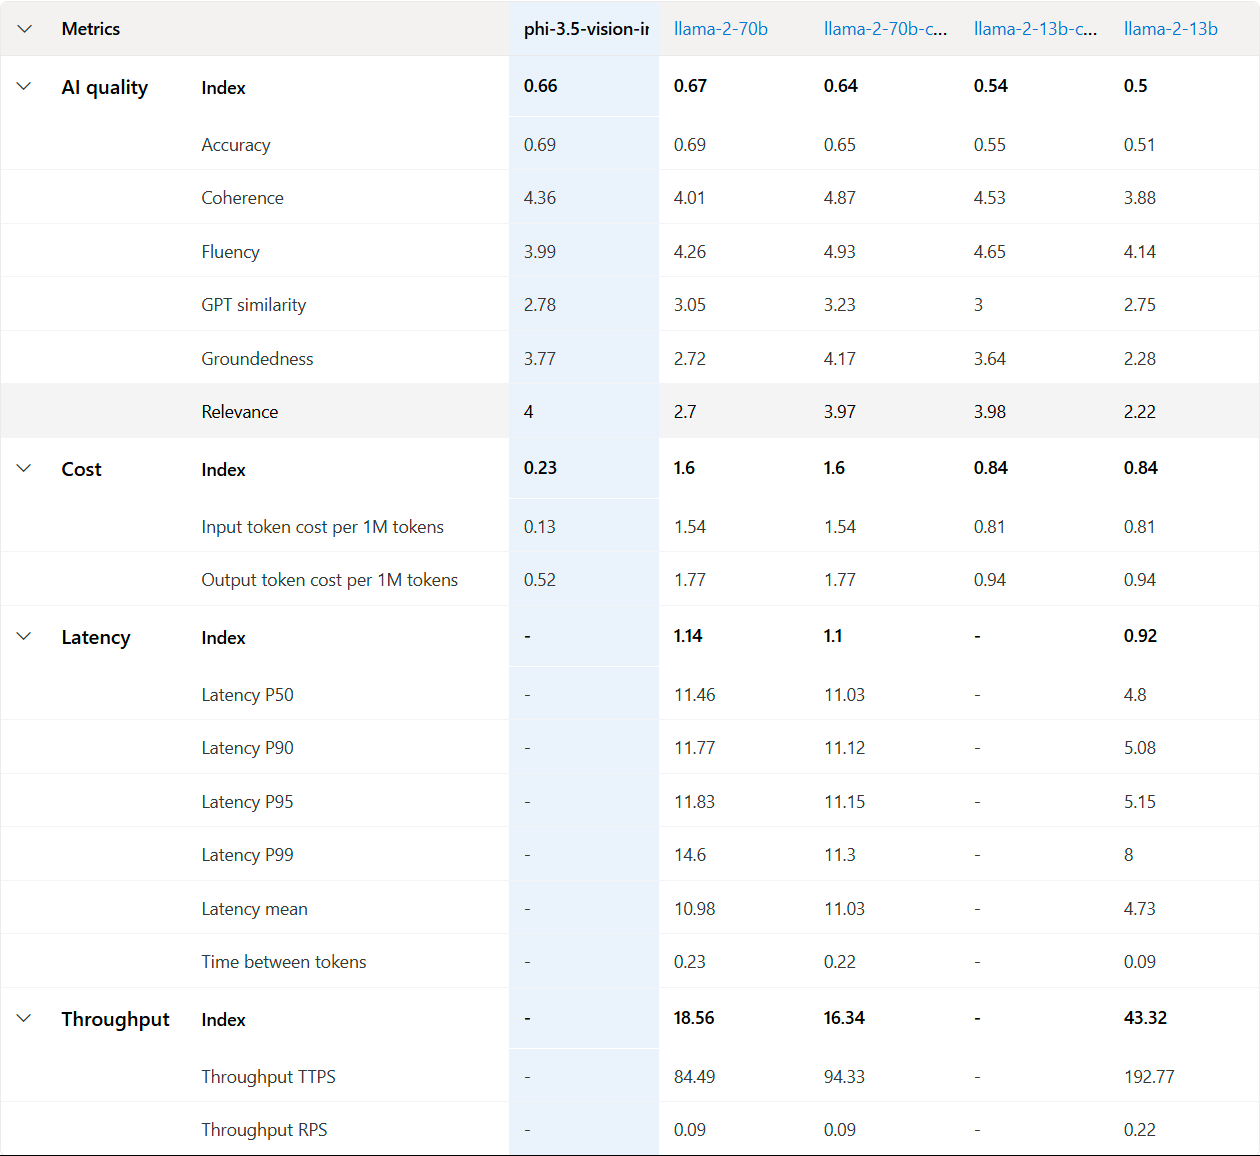 Metrics phi-3.5-vision-ir llama-2-70b llama-2-70b-c... llama-2-13b-c... llama-2-13b
AI quality Index 0.66 0.67 0.64 0.54 0.5
Accuracy 0.69 0.69 0.65 0.55 0.51
Coherence 4.36 4.01 4.87 4.53 3.88
Fluency 3.99 4.26 4.93 4.65 4.14
GPT similarity 2.78 3.05 3.23 3 2.75
Groundedness 3.77 2.72 4.17 3.64 2.28
Relevance 4 2.7 3.97 3.98 2.22
Cost Index 0.23 1.6 1.6 0.84 0.84
Input token cost per 1M tokens 0.13 1.54 1.54 0.81 0.81
Output token cost per 1M tokens 0.52 1.77 1.77 0.94 0.94
Latency Index - 1.14 1.1 - 0.92
Latency P50 - 11.46 11.03 - 4.8
Latency P90 - 11.77 11.12 - 5.08
Latency P95 - 11.83 11.15 - 5.15
Latency P99 - 14.6 11.3 - 8
Latency mean - 10.98 11.03 - 4.73
Time between tokens - 0.23 0.22 - 0.09
Throughput Index - 18.56 16.34 - 43.32
Throughput TTPS - 84.49 94.33 - 192.77
Throughput RPS - 0.09 0.09 - 0.22